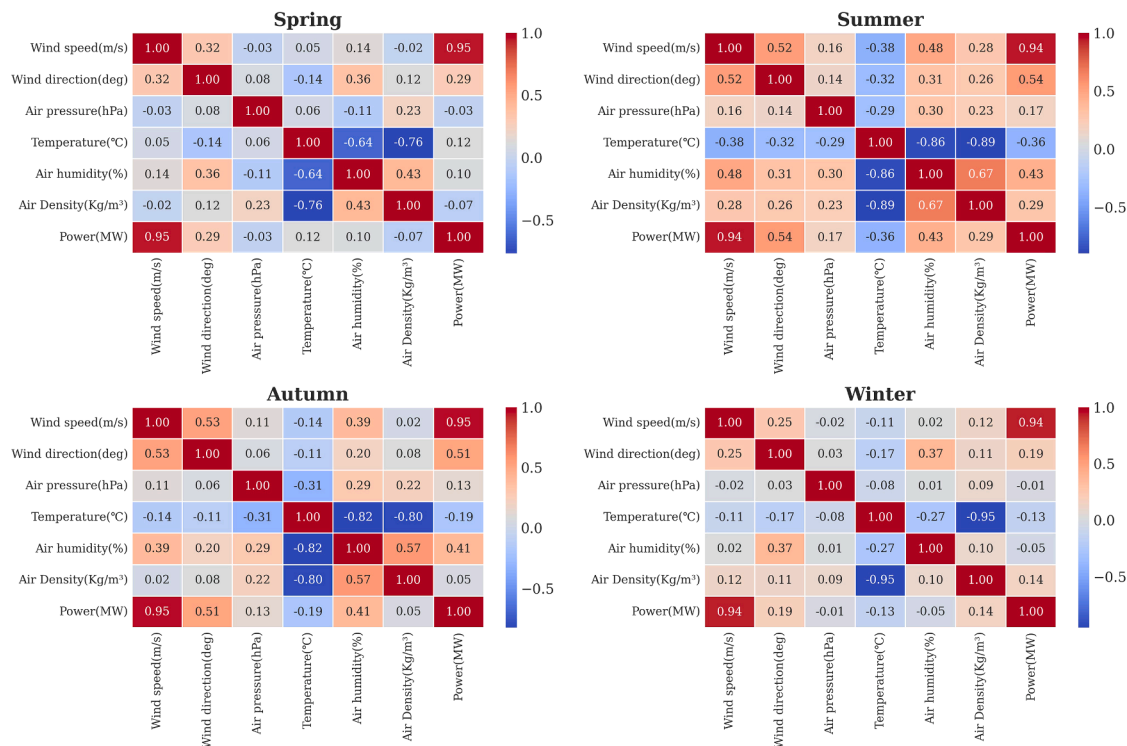 Spring
Wind speed(m/s) 1.00 0.32 -0.03 0.05 0.14 -0.02 0.95
Wind direction(deg) 0.32 1.00 0.08 -0.14 0.36 0.12 0.29
Air pressure(hPa) -0.03 0.08 1.00 0.06 -0.11 0.23 -0.03
Temperature(℃) 0.05 -0.14 0.06 1.00 -0.64 -0.76 0.12
Air humidity(%) 0.14 0.36 -0.11 -0.64 1.00 0.43 0.10
Air Density(Kg/m³) -0.02 0.12 0.23 -0.76 0.43 1.00 -0.07
Power(MW) 0.95 0.29 -0.03 0.12 0.10 -0.07 1.00
Wind speed(m/s)
Wind direction(deg)
Air pressure(hPa)
Temperature(℃)
Air humidity(%)
Air Density(Kg/m³)
Power(MW)
1.0
0.5
0.0
−0.5
Summer
Wind speed(m/s) 1.00 0.52 0.16 -0.38 0.48 0.28 0.94
Wind direction(deg) 0.52 1.00 0.14 -0.32 0.31 0.26 0.54
Air pressure(hPa) 0.16 0.14 1.00 -0.29 0.30 0.23 0.17
Temperature(℃) -0.38 -0.32 -0.29 1.00 -0.86 -0.89 -0.36
Air humidity(%) 0.48 0.31 0.30 -0.86 1.00 0.67 0.43
Air Density(Kg/m³) 0.28 0.26 0.23 -0.89 0.67 1.00 0.29
Power(MW) 0.94 0.54 0.17 -0.36 0.43 0.29 1.00
Wind speed(m/s)
Wind direction(deg)
Air pressure(hPa)
Temperature(℃)
Air humidity(%)
Air Density(Kg/m³)
Power(MW)
1.0
0.5
0.0
−0.5
Autumn
Wind speed(m/s) 1.00 0.53 0.11 -0.14 0.39 0.02 0.95
Wind direction(deg) 0.53 1.00 0.06 -0.11 0.20 0.08 0.51
Air pressure(hPa) 0.11 0.06 1.00 -0.31 0.29 0.22 0.13
Temperature(℃) -0.14 -0.11 -0.31 1.00 -0.82 -0.80 -0.19
Air humidity(%) 0.39 0.20 0.29 -0.82 1.00 0.57 0.41
Air Density(Kg/m³) 0.02 0.08 0.22 -0.80 0.57 1.00 0.05
Power(MW) 0.95 0.51 0.13 -0.19 0.41 0.05 1.00
Wind speed(m/s)
Wind direction(deg)
Air pressure(hPa)
Temperature(℃)
Air humidity(%)
Air Density(Kg/m³)
Power(MW)
1.0
0.5
0.0
−0.5
Winter
Wind speed(m/s) 1.00 0.25 -0.02 -0.11 0.02 0.12 0.94
Wind direction(deg) 0.25 1.00 0.03 -0.17 0.37 0.11 0.19
Air pressure(hPa) -0.02 0.03 1.00 -0.08 0.01 0.09 -0.01
Temperature(℃) -0.11 -0.17 -0.08 1.00 -0.27 -0.95 -0.13
Air humidity(%) 0.02 0.37 0.01 -0.27 1.00 0.10 -0.05
Air Density(Kg/m³) 0.12 0.11 0.09 -0.95 0.10 1.00 0.14
Power(MW) 0.94 0.19 -0.01 -0.13 -0.05 0.14 1.00
Wind speed(m/s)
Wind direction(deg)
Air pressure(hPa)
Temperature(℃)
Air humidity(%)
Air Density(Kg/m³)
Power(MW)
1.0
0.5
0.0
−0.5